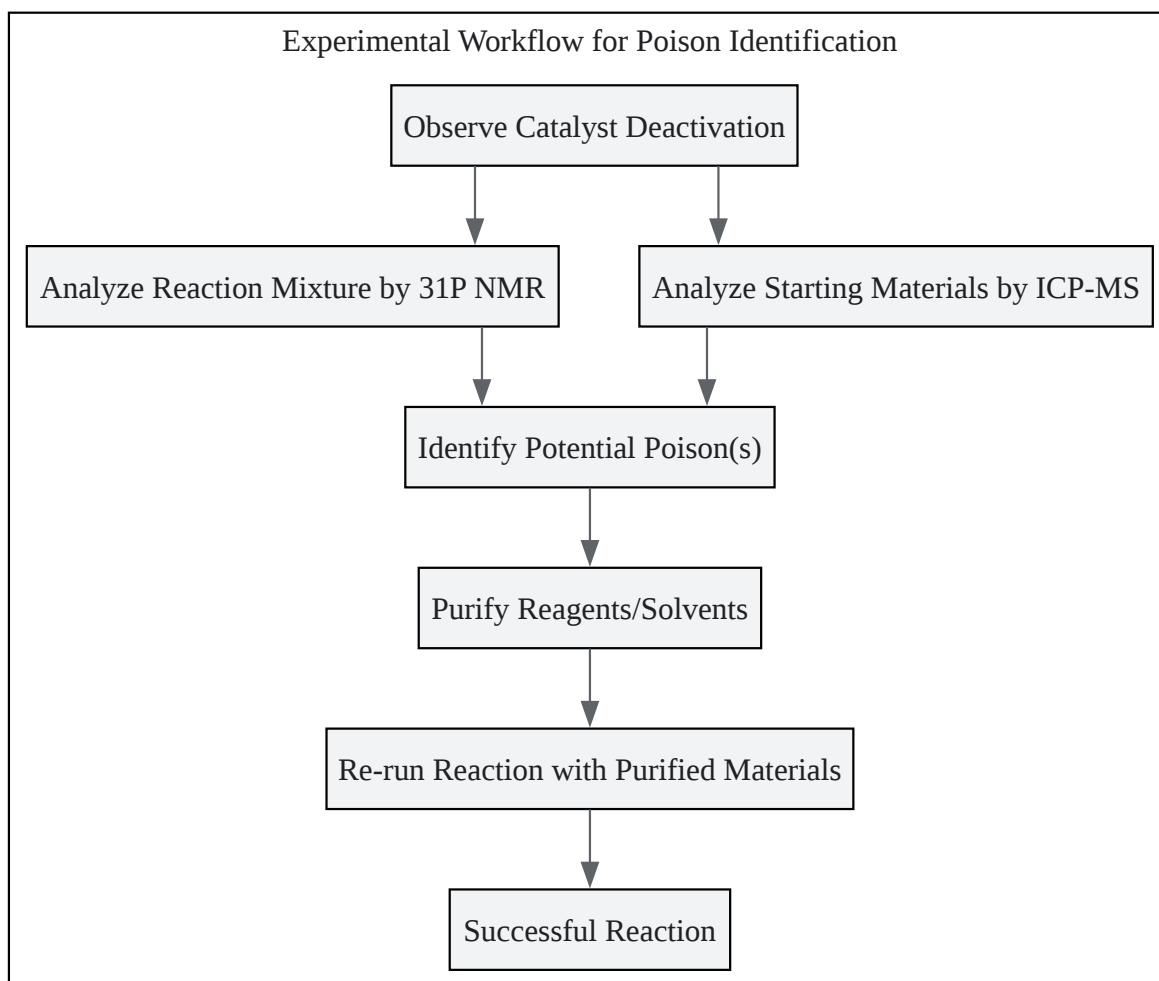 Experimental Workflow for Poison Identification
Observe Catalyst Deactivation
Analyze Reaction Mixture by 31P NMR
Analyze Starting Materials by ICP-MS
Identify Potential Poison(s)
Purify Reagents/Solvents
Re-run Reaction with Purified Materials
Successful Reaction